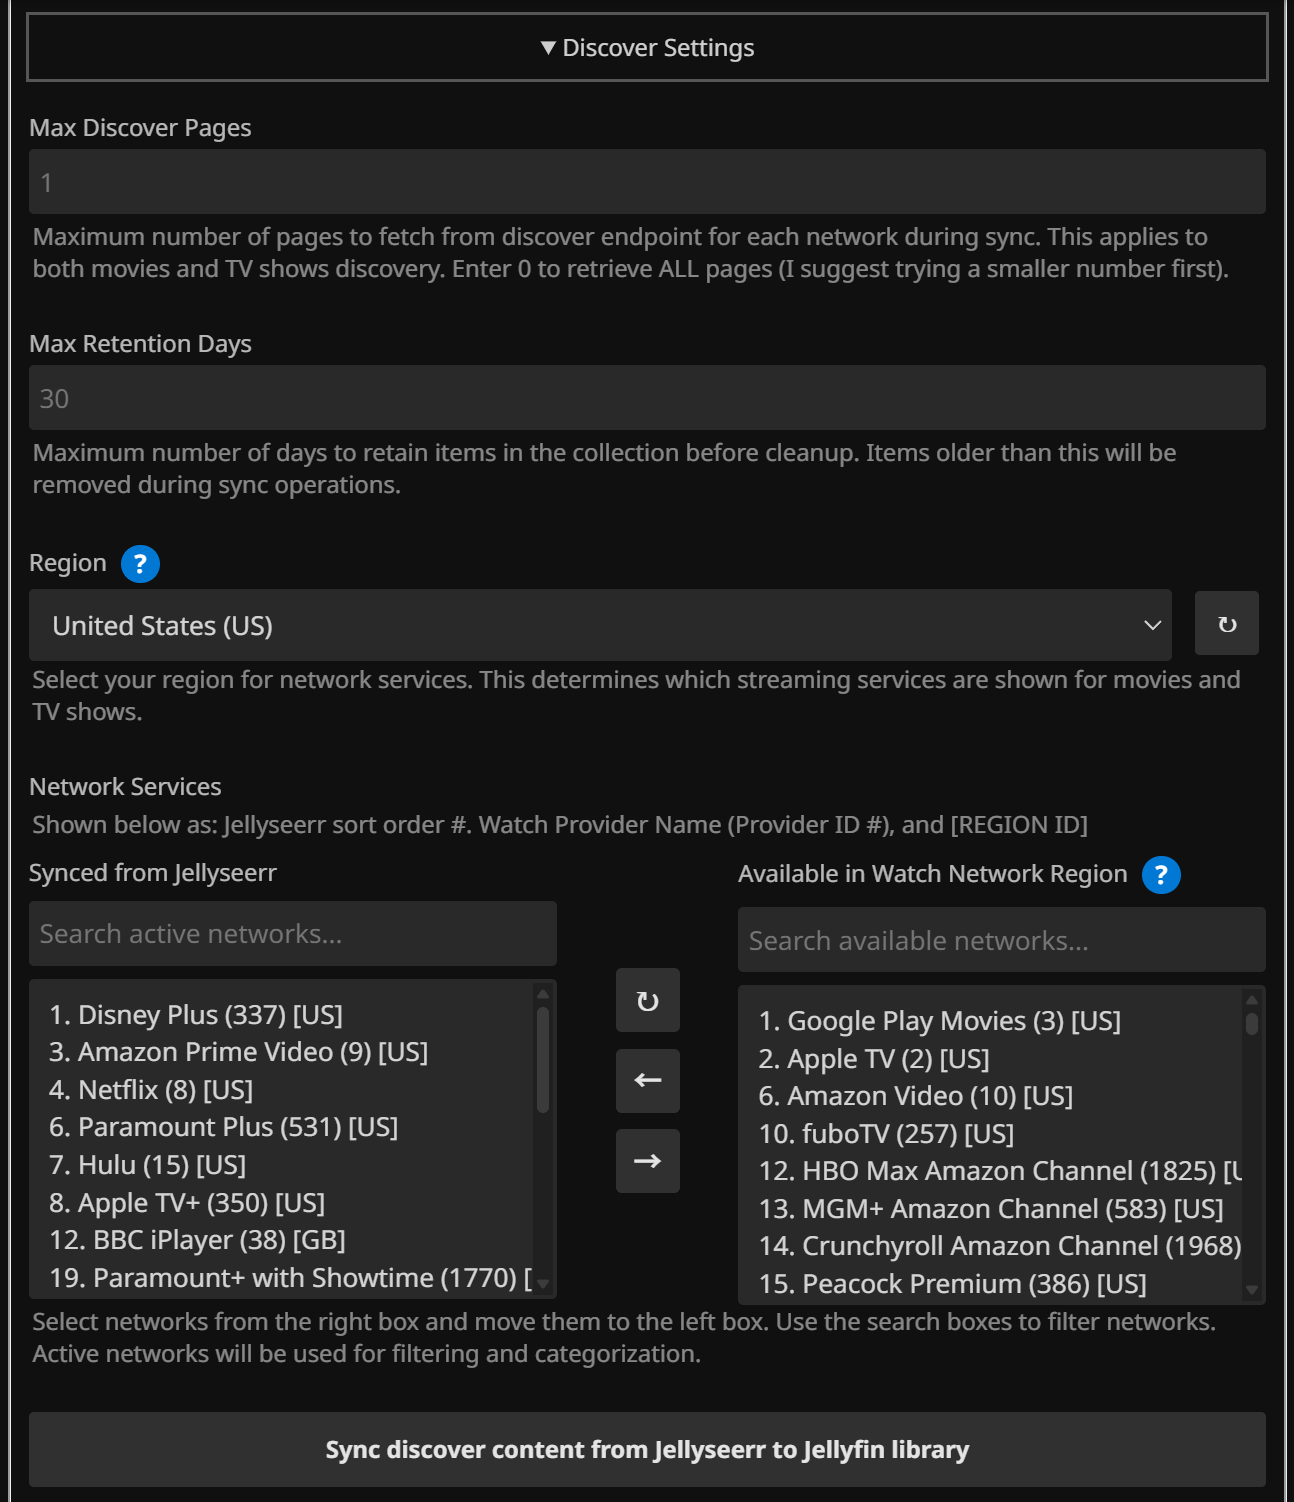 ▼ Discover Settings
Max Discover Pages
1
Maximum number of pages to fetch from discover endpoint for each network during sync. This applies to
both movies and TV shows discovery. Enter 0 to retrieve ALL pages (I suggest trying a smaller number first).
Max Retention Days
30
Maximum number of days to retain items in the collection before cleanup. Items older than this will be
removed during sync operations.
Region ?
United States (US)
↻
Select your region for network services. This determines which streaming services are shown for movies and
TV shows.
Network Services
Shown below as: Jellyseerr sort order #. Watch Provider Name (Provider ID #), and [REGION ID]
Synced from Jellyseerr
Search active networks...
1. Disney Plus (337) [US]
3. Amazon Prime Video (9) [US]
4. Netflix (8) [US]
6. Paramount Plus (531) [US]
7. Hulu (15) [US]
8. Apple TV+ (350) [US]
12. BBC iPlayer (38) [GB]
19. Paramount+ with Showtime (1770) [
↻
←
→
Available in Watch Network Region ?
Search available networks...
1. Google Play Movies (3) [US]
2. Apple TV (2) [US]
6. Amazon Video (10) [US]
10. fuboTV (257) [US]
12. HBO Max Amazon Channel (1825) [U
13. MGM+ Amazon Channel (583) [US]
14. Crunchyroll Amazon Channel (1968)
15. Peacock Premium (386) [US]
Select networks from the right box and move them to the left box. Use the search boxes to filter networks.
Active networks will be used for filtering and categorization.
Sync discover content from Jellyseerr to Jellyfin library